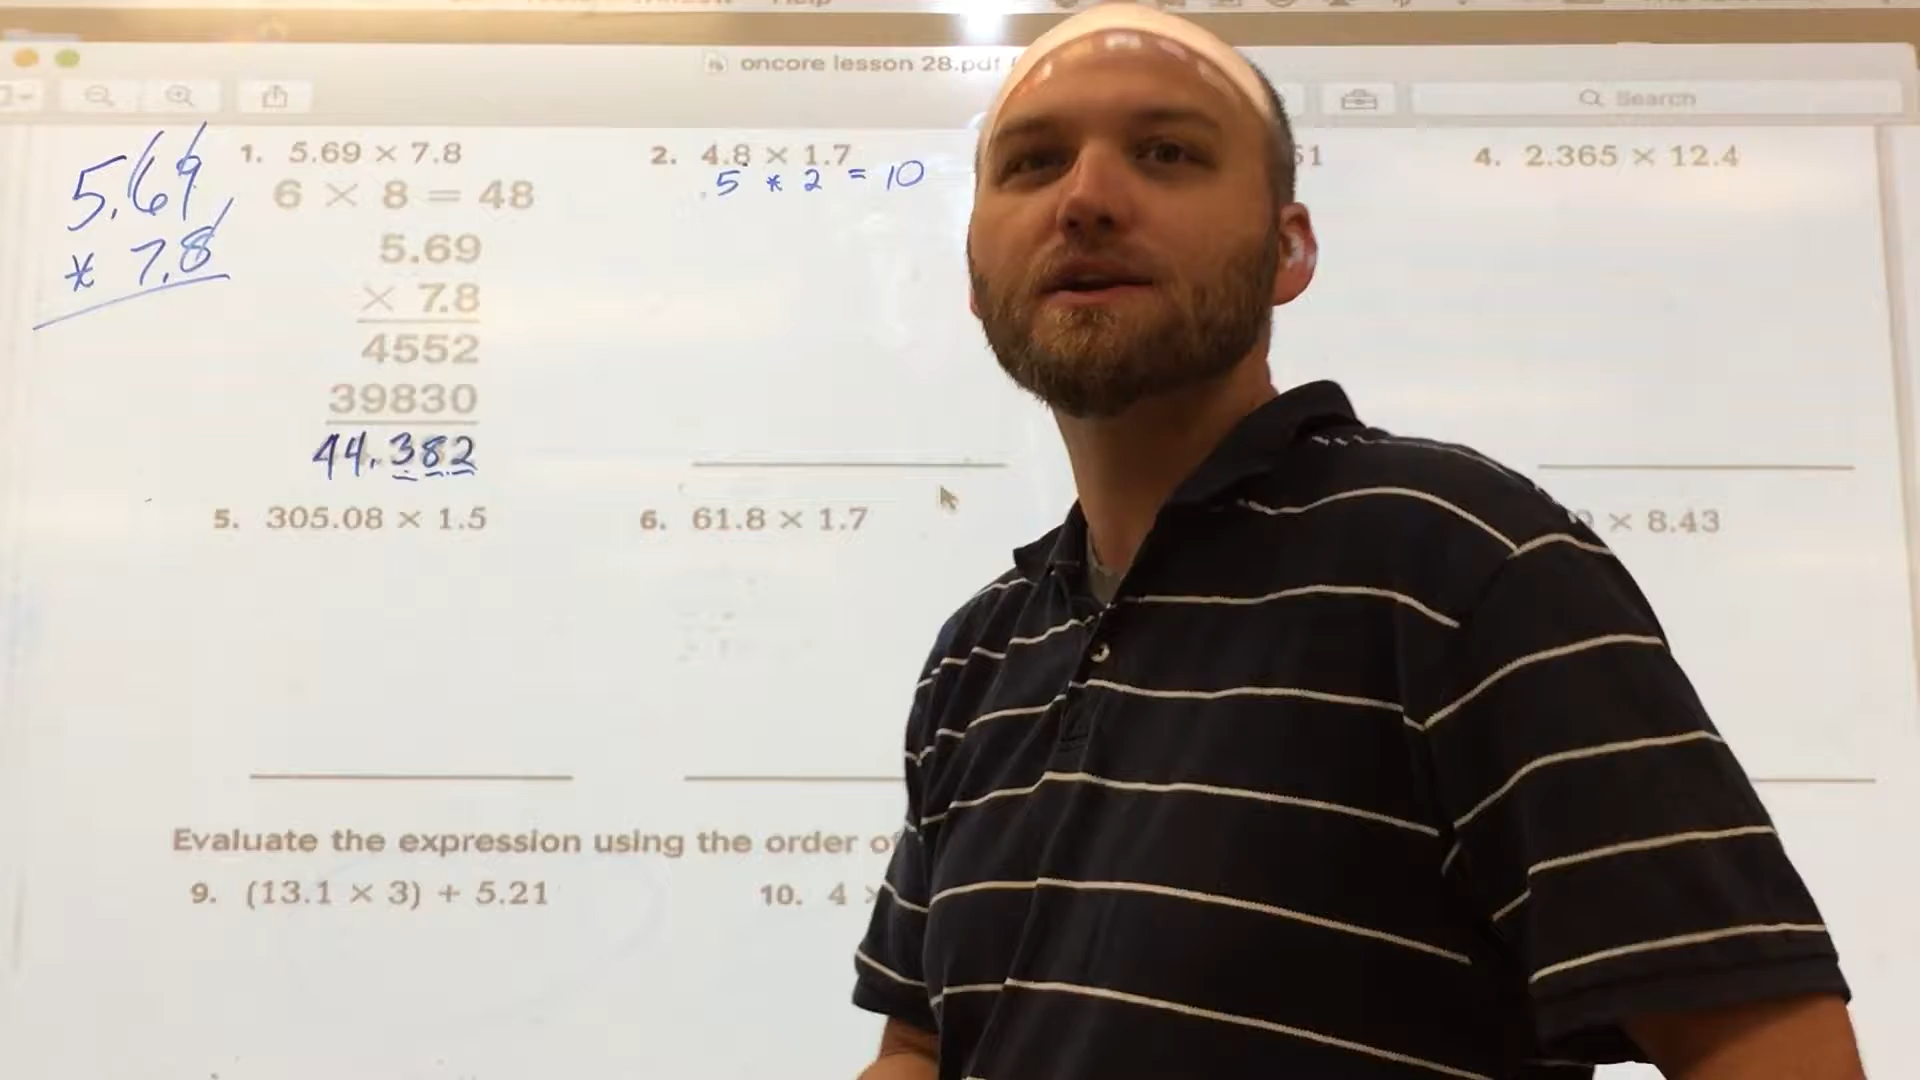 Help
oncore lesson 28.pdf
Search
5.69
* 7.8
1. 5.69 × 7.8
6 × 8 = 48
5.69
× 7.8
4552
39830
44.382
2. 4.8 × 1.7
5 * 2 = 10
61
4. 2.365 × 12.4
5. 305.08 × 1.5
6. 61.8 × 1.7
× 8.43
Evaluate the expression using the order of
9. (13.1 × 3) + 5.21
10. 4 ×